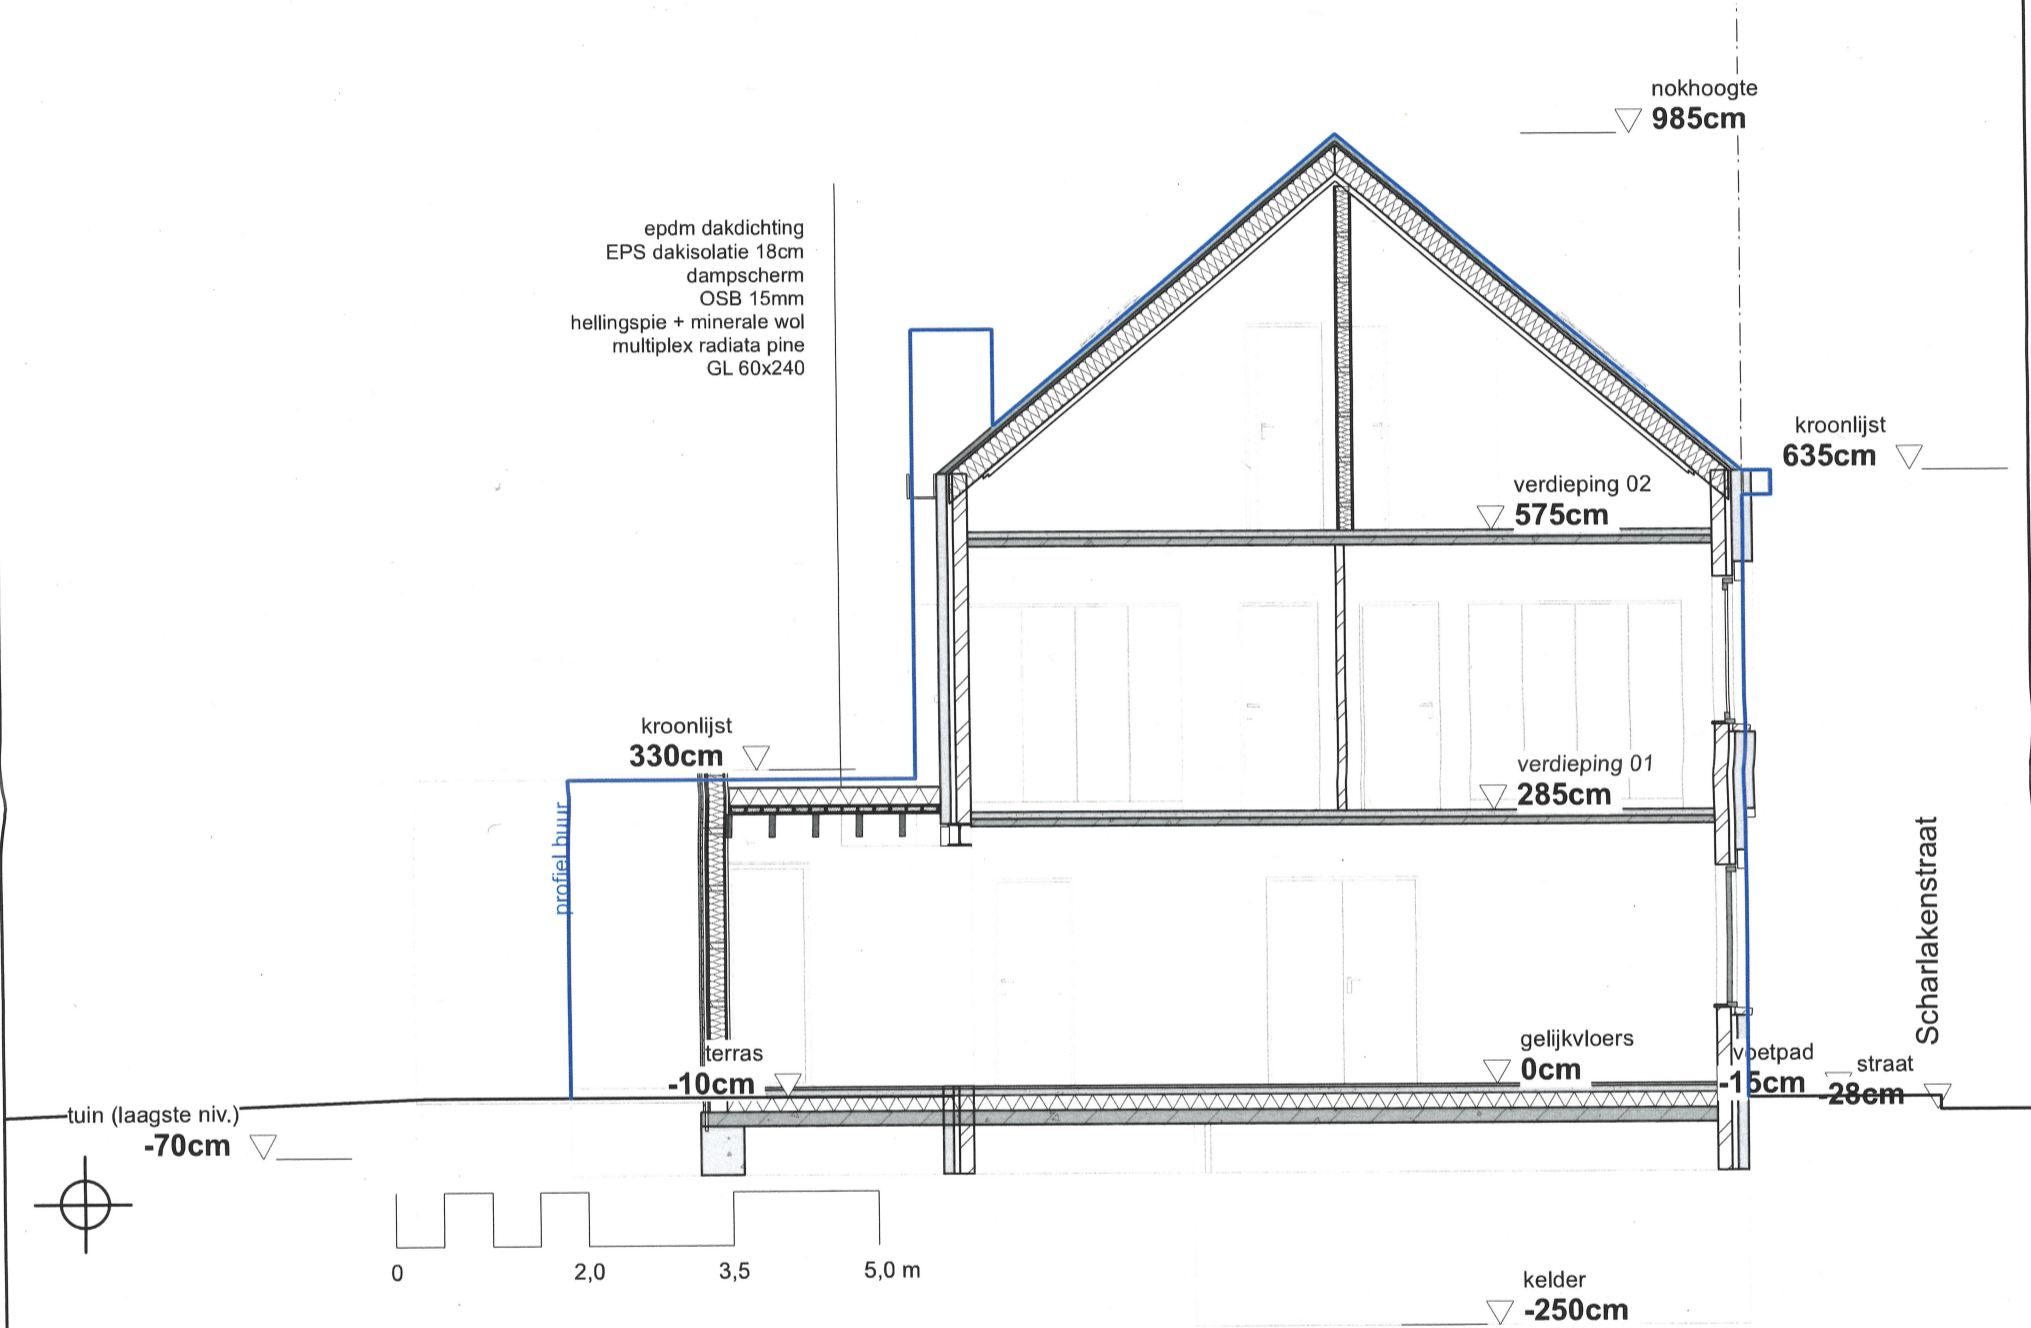 nokhoogte
985cm
epdm dakdichting
EPS dakisolatie 18cm
dampscherm
OSB 15mm
hellingspie + minerale wol
multiplex radiata pine
GL 60x240
kroonlijst
635cm
verdieping 02
575cm
kroonlijst
330cm
verdieping 01
285cm
profiel buur
Scharlakenstraat
gelijkvloers
0cm
terras
-10cm
voetpad
-15cm
straat
-28cm
tuin (laagste niv.)
-70cm
0
2,0
3,5
5,0 m
kelder
-250cm